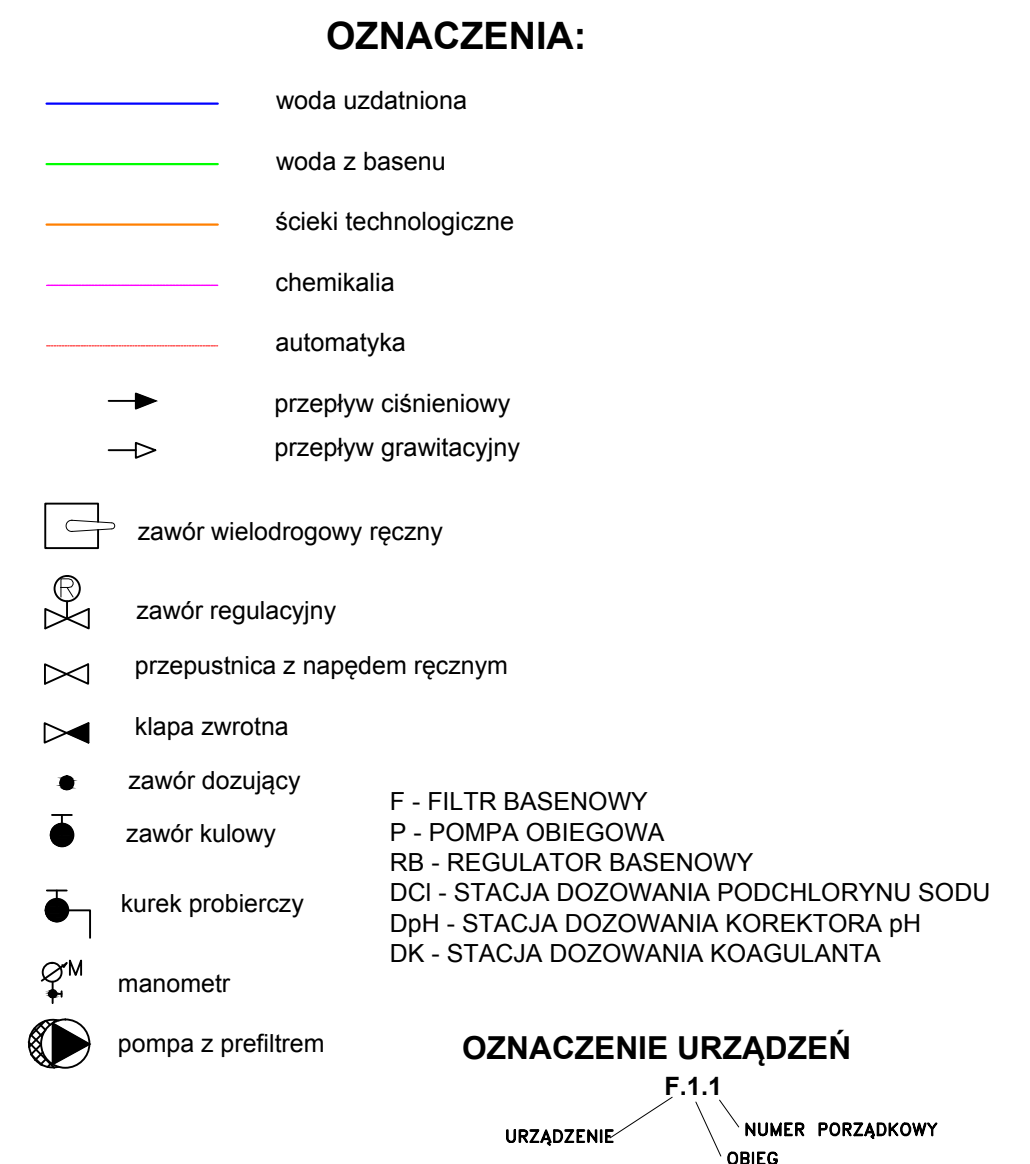 OZNACZENIA:
woda uzdatniona
woda z basenu
ścieki technologiczne
chemikalia
automatyka
przepływ ciśnieniowy
przepływ grawitacyjny
zawór wielodrogowy ręczny
R
zawór regulacyjny
przepustnica z napędem ręcznym
klapa zwrotna
zawór dozujący
zawór kulowy
kurek probierczy
M
manometr
pompa z prefiltrem
F - FILTR BASENOWY
P - POMPA OBIEGOWA
RB - REGULATOR BASENOWY
DCl - STACJA DOZOWANIA PODCHLORYNU SODU
DpH - STACJA DOZOWANIA KOREKTORA pH
DK - STACJA DOZOWANIA KOAGULANTA
OZNACZENIE URZĄDZEŃ
F.1.1
URZĄDZENIE
NUMER PORZĄDKOWY
OBIEG